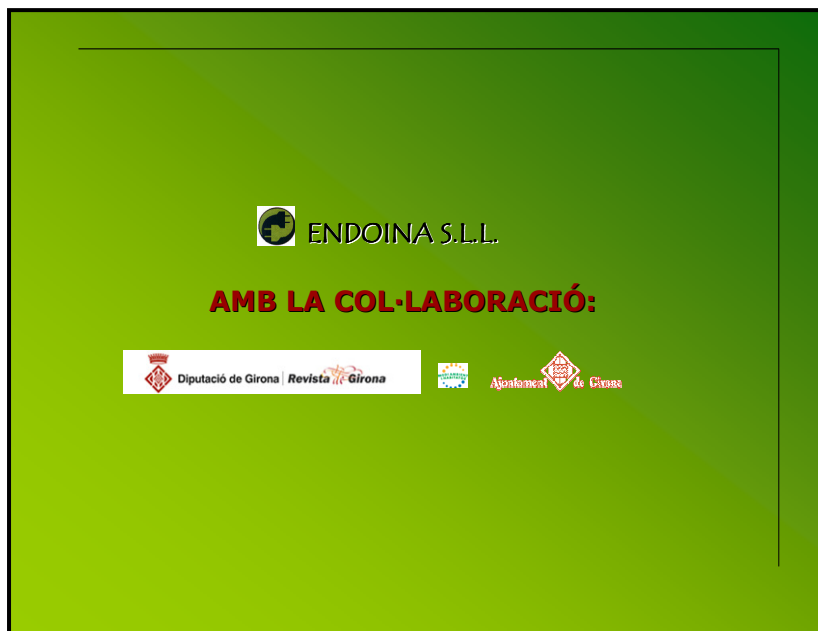 ENDOINA S.L.L.
AMB LA COL·LABORACIÓ:
Diputació de Girona Revista de Girona
Ajuntament de Girona